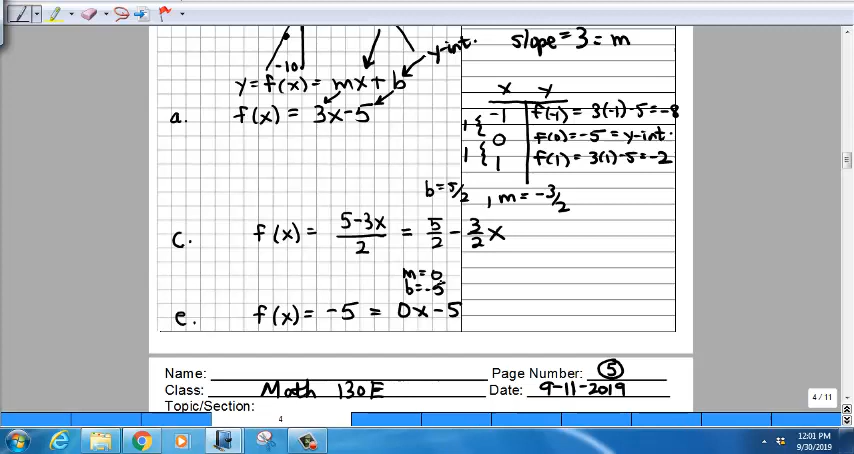 -10
y-int.
slope = 3 = m
y = f(x) = mx + b
a. f(x) = 3x - 5
x y
-1 f(-1) = 3(-1) - 5 = -8
1 { 0 f(0) = -5 = y-int.
1 { 1 f(1) = 3(1) - 5 = -2
b = 5/2 , m = -3/2
c. f(x) = 5-3x/2 = 5/2 - 3/2 x
m = 0
b = -5
e. f(x) = -5 = 0x - 5
Name: Page Number: 5
Class: Math 130E Date: 9-11-2019
Topic/Section:
4 / 11
4
12:01 PM
9/30/2019